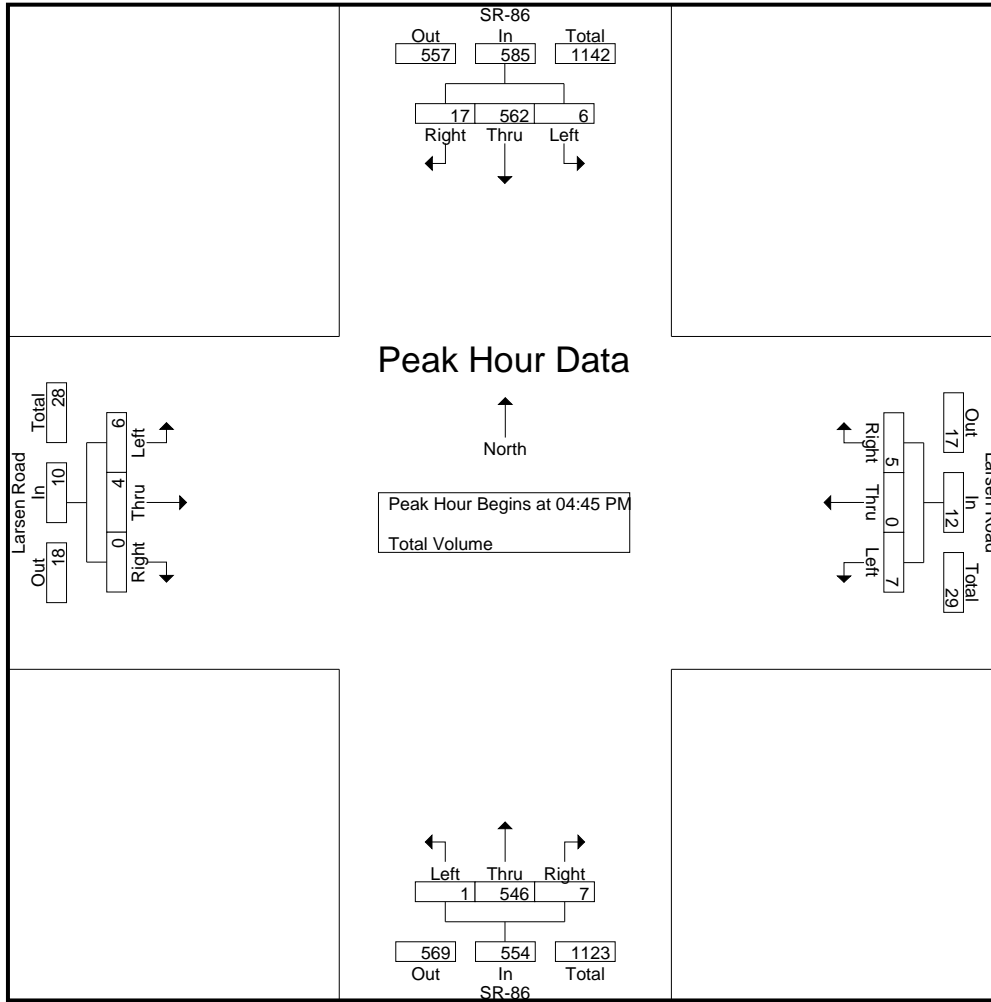 SR-86
Out In Total
557 585 1142
17 562 6
Right Thru Left
Peak Hour Data
North
Peak Hour Begins at 04:45 PM
Total Volume
Larsen Road
Out In Total
18 10 28
Left Thru Right
6 4 0
Larsen Road
Out In Total
17 12 29
Right Thru Left
5 0 7
Left Thru Right
1 546 7
569 554 1123
Out In Total
SR-86